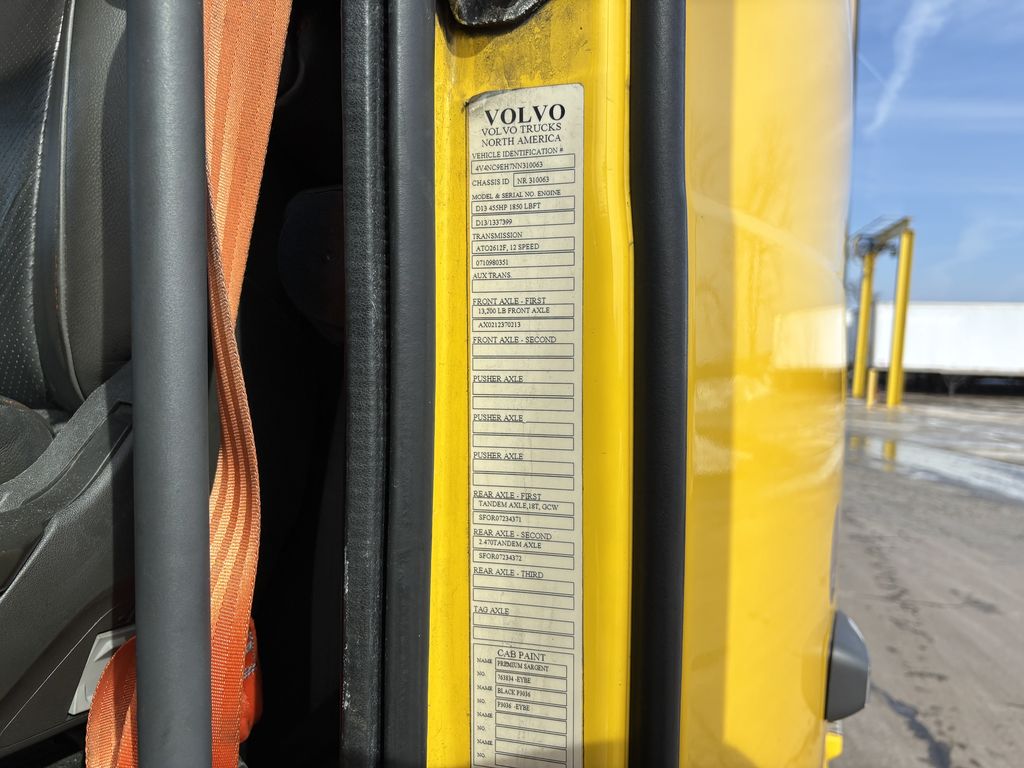 VOLVO
VOLVO TRUCKS
NORTH AMERICA
VEHICLE IDENTIFICATION #
4V4NC9EH7NN310063
CHASSIS ID NR 310063
MODEL & SERIAL NO. ENGINE
D13 455HP 1850 LBFT
D13/1337399
TRANSMISSION
ATO2612F, 12 SPEED
0710980351
AUX TRANS.
FRONT AXLE - FIRST
13,200 LB FRONT AXLE
AX0212370213
FRONT AXLE - SECOND
PUSHER AXLE
PUSHER AXLE
PUSHER AXLE
REAR AXLE - FIRST
TANDEM AXLE,18T, GCW
SFOR07234371
REAR AXLE - SECOND
2.470TANDEM AXLE
SFOR07234372
REAR AXLE - THIRD
TAG AXLE
CAB PAINT
NAME PREMIUM SARGENT
NO. 763834 -EYBE
NAME BLACK P3036
NO. P3036 -EYBE
NAME
NO.
NAME
NO.